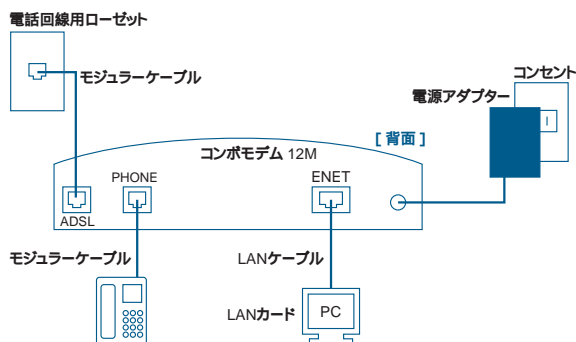 電話回線用ローゼット
モジュラーケーブル
コンセント
電源アダプター
[ 背面 ]
コンボモデム 12M
PHONE
ENET
ADSL
モジュラーケーブル
LANケーブル
LANカード
PC